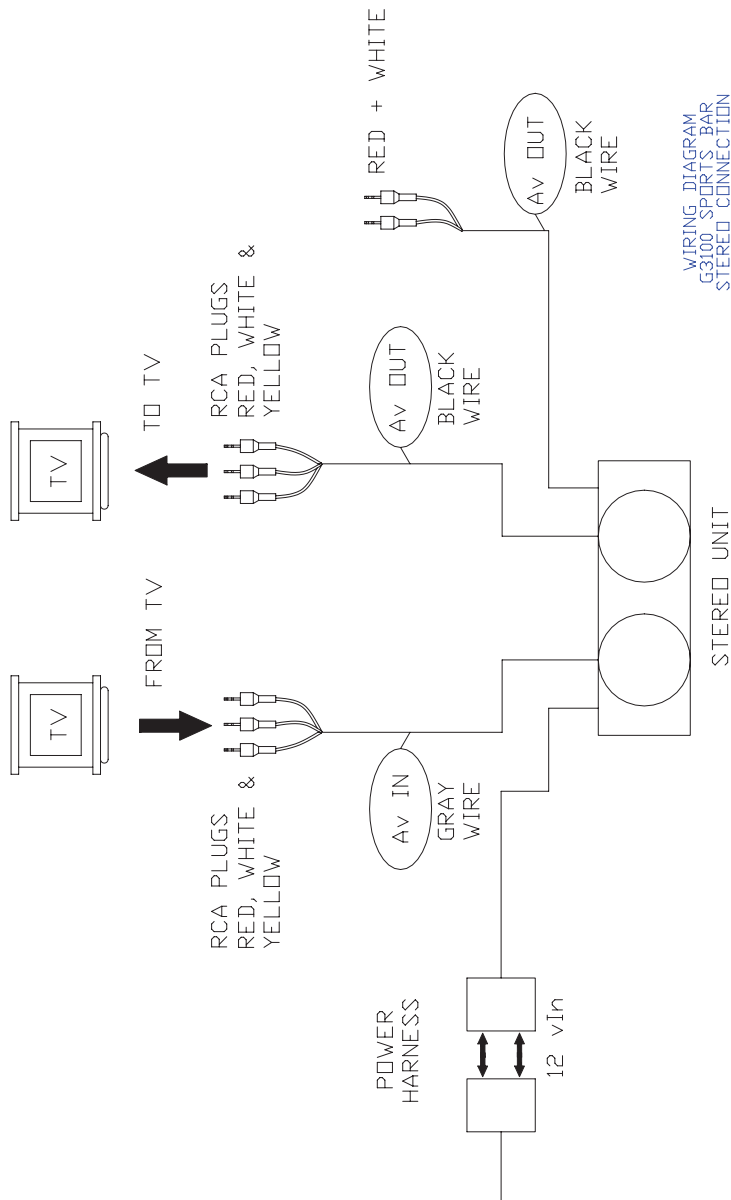 TV
TV
FROM TV
TO TV
RCA PLUGS
RED, WHITE &
YELLOW
RCA PLUGS
RED, WHITE &
YELLOW
RED + WHITE
Av IN
GRAY
WIRE
Av OUT
BLACK
WIRE
Av OUT
BLACK
WIRE
POWER
HARNESS
12 vIn
STEREO UNIT
WIRING DIAGRAM
G3100 SPORTS BAR
STEREO CONNECTION